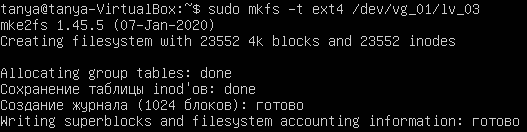 tanya@tanya-VirtualBox:~$ sudo mkfs -t ext4 /dev/vg_01/lv_03
mke2fs 1.45.5 (07-Jan-2020)
Creating filesystem with 23552 4k blocks and 23552 inodes
Allocating group tables: done
Сохранение таблицы inod'ов: done
Создание журнала (1024 блоков): готово
Writing superblocks and filesystem accounting information: готово